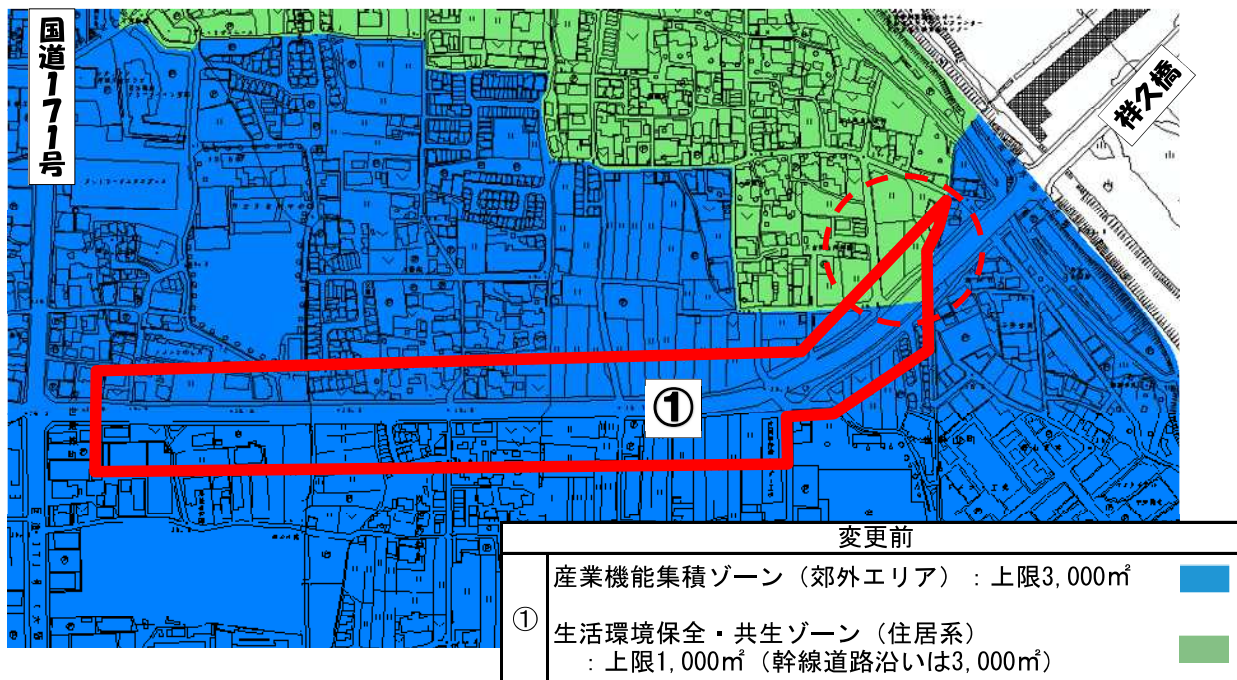 国道171号
祥久橋
①
変更前
①
産業機能集積ゾーン（郊外エリア）：上限3,000㎡
生活環境保全・共生ゾーン（住居系）
：上限1,000㎡（幹線道路沿いは3,000㎡）